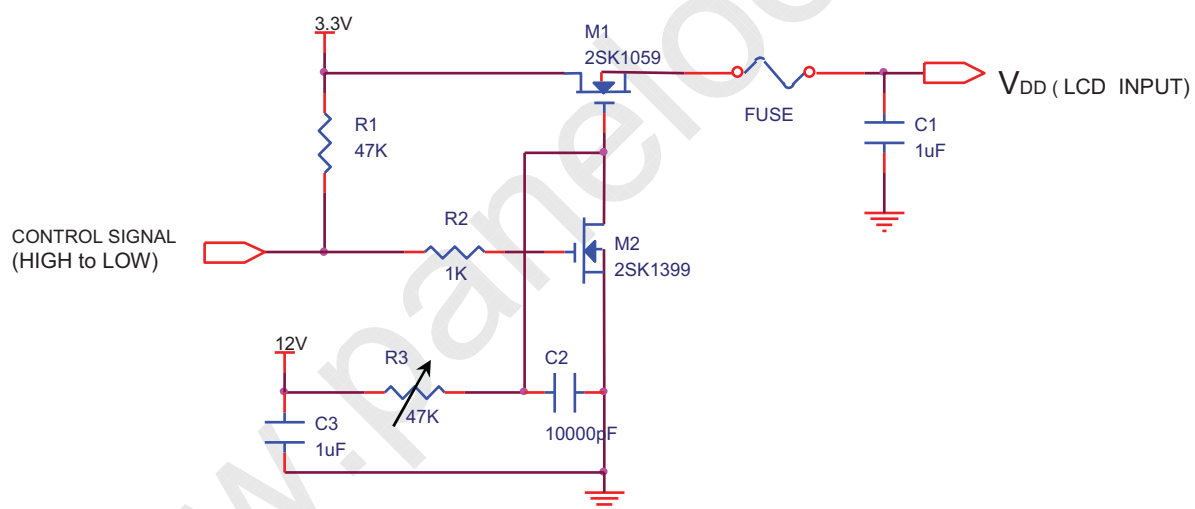 3.3V
M1
2SK1059
R1
47K
FUSE
C1
1uF
VDD ( LCD INPUT)
CONTROL SIGNAL
(HIGH to LOW)
R2
1K
M2
2SK1399
12V
R3
47K
C2
10000pF
C3
1uF
w.paneloo